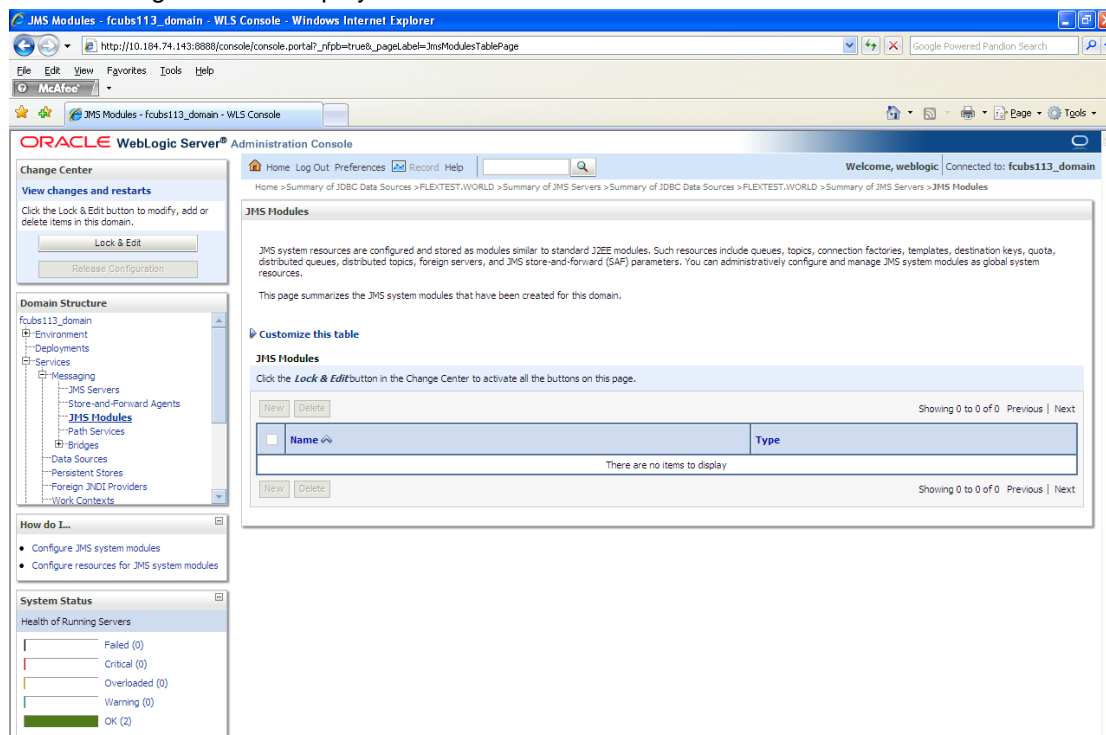 JMS Modules - fcubs113_domain - WLS Console - Windows Internet Explorer
http://10.184.74.143:8888/console/console.portal?_nfpb=true&_pageLabel=JmsModulesTablePage
Google Powered Pandion Search
File Edit View Favorites Tools Help
McAfee
JMS Modules - fcubs113_domain - WLS Console
Page Tools
ORACLE WebLogic Server® Administration Console
Change Center
View changes and restarts
Click the Lock & Edit button to modify, add or
delete items in this domain.
Lock & Edit
Release Configuration
Domain Structure
fcubs113_domain
Environment
Deployments
Services
Messaging
JMS Servers
Store-and-Forward Agents
JMS Modules
Path Services
Bridges
Data Sources
Persistent Stores
Foreign JNDI Providers
Work Contexts
How do I...
Configure JMS system modules
Configure resources for JMS system modules
System Status
Health of Running Servers
Failed (0)
Critical (0)
Overloaded (0)
Warning (0)
OK (2)
Home Log Out Preferences Record Help
Welcome, weblogic Connected to: fcubs113_domain
Home >Summary of JDBC Data Sources >FLEXTEST.WORLD >Summary of JMS Servers >Summary of JDBC Data Sources >FLEXTEST.WORLD >Summary of JMS Servers >JMS Modules
JMS Modules
JMS system resources are configured and stored as modules similar to standard J2EE modules. Such resources include queues, topics, connection factories, templates, destination keys, quota,
distributed queues, distributed topics, foreign servers, and JMS store-and-forward (SAF) parameters. You can administratively configure and manage JMS system modules as global system
resources.
This page summarizes the JMS system modules that have been created for this domain.
Customize this table
JMS Modules
Click the Lock & Edit button in the Change Center to activate all the buttons on this page.
New Delete
Showing 0 to 0 of 0 Previous | Next
Name
Type
There are no items to display
New Delete
Showing 0 to 0 of 0 Previous | Next